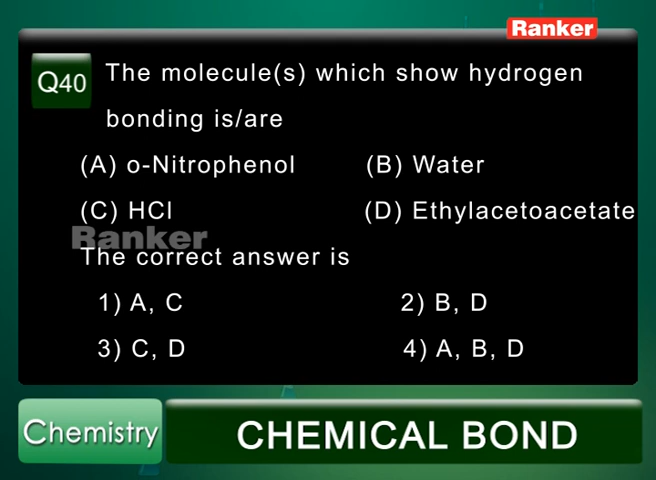 Ranker
Q40 The molecule(s) which show hydrogen
bonding is/are
(A) o-Nitrophenol (B) Water
(C) HCl (D) Ethylacetoacetate
Ranker
The correct answer is
1) A, C 2) B, D
3) C, D 4) A, B, D
Chemistry CHEMICAL BOND